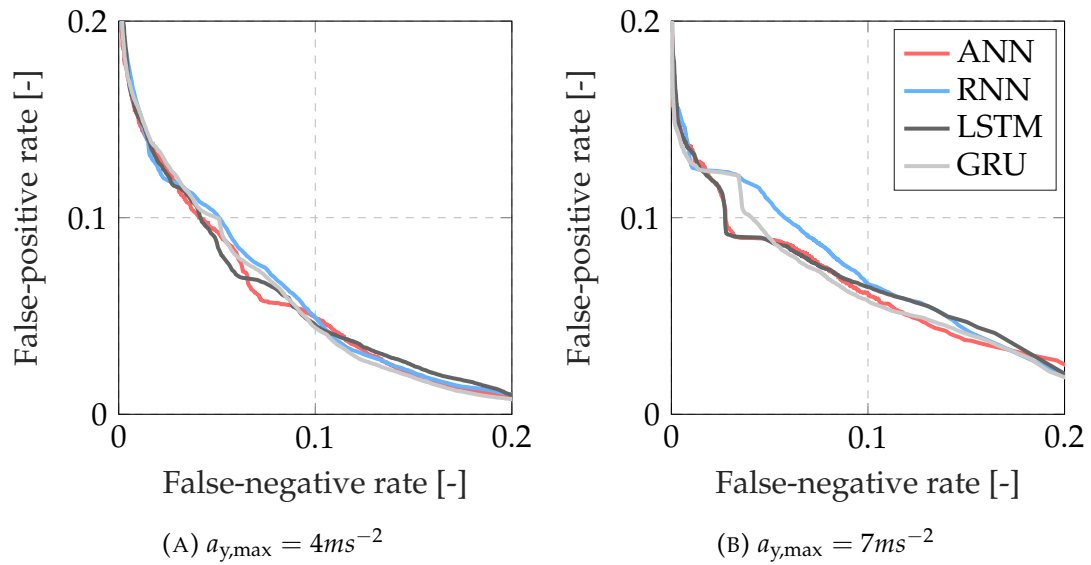 0.2
0.1
0
0
0.1
0.2
False-positive rate [-]
False-negative rate [-]
(A) a_y,max = 4ms⁻²
0.2
0.1
0
0
0.1
0.2
False-positive rate [-]
False-negative rate [-]
ANN
RNN
LSTM
GRU
(B) a_y,max = 7ms⁻²